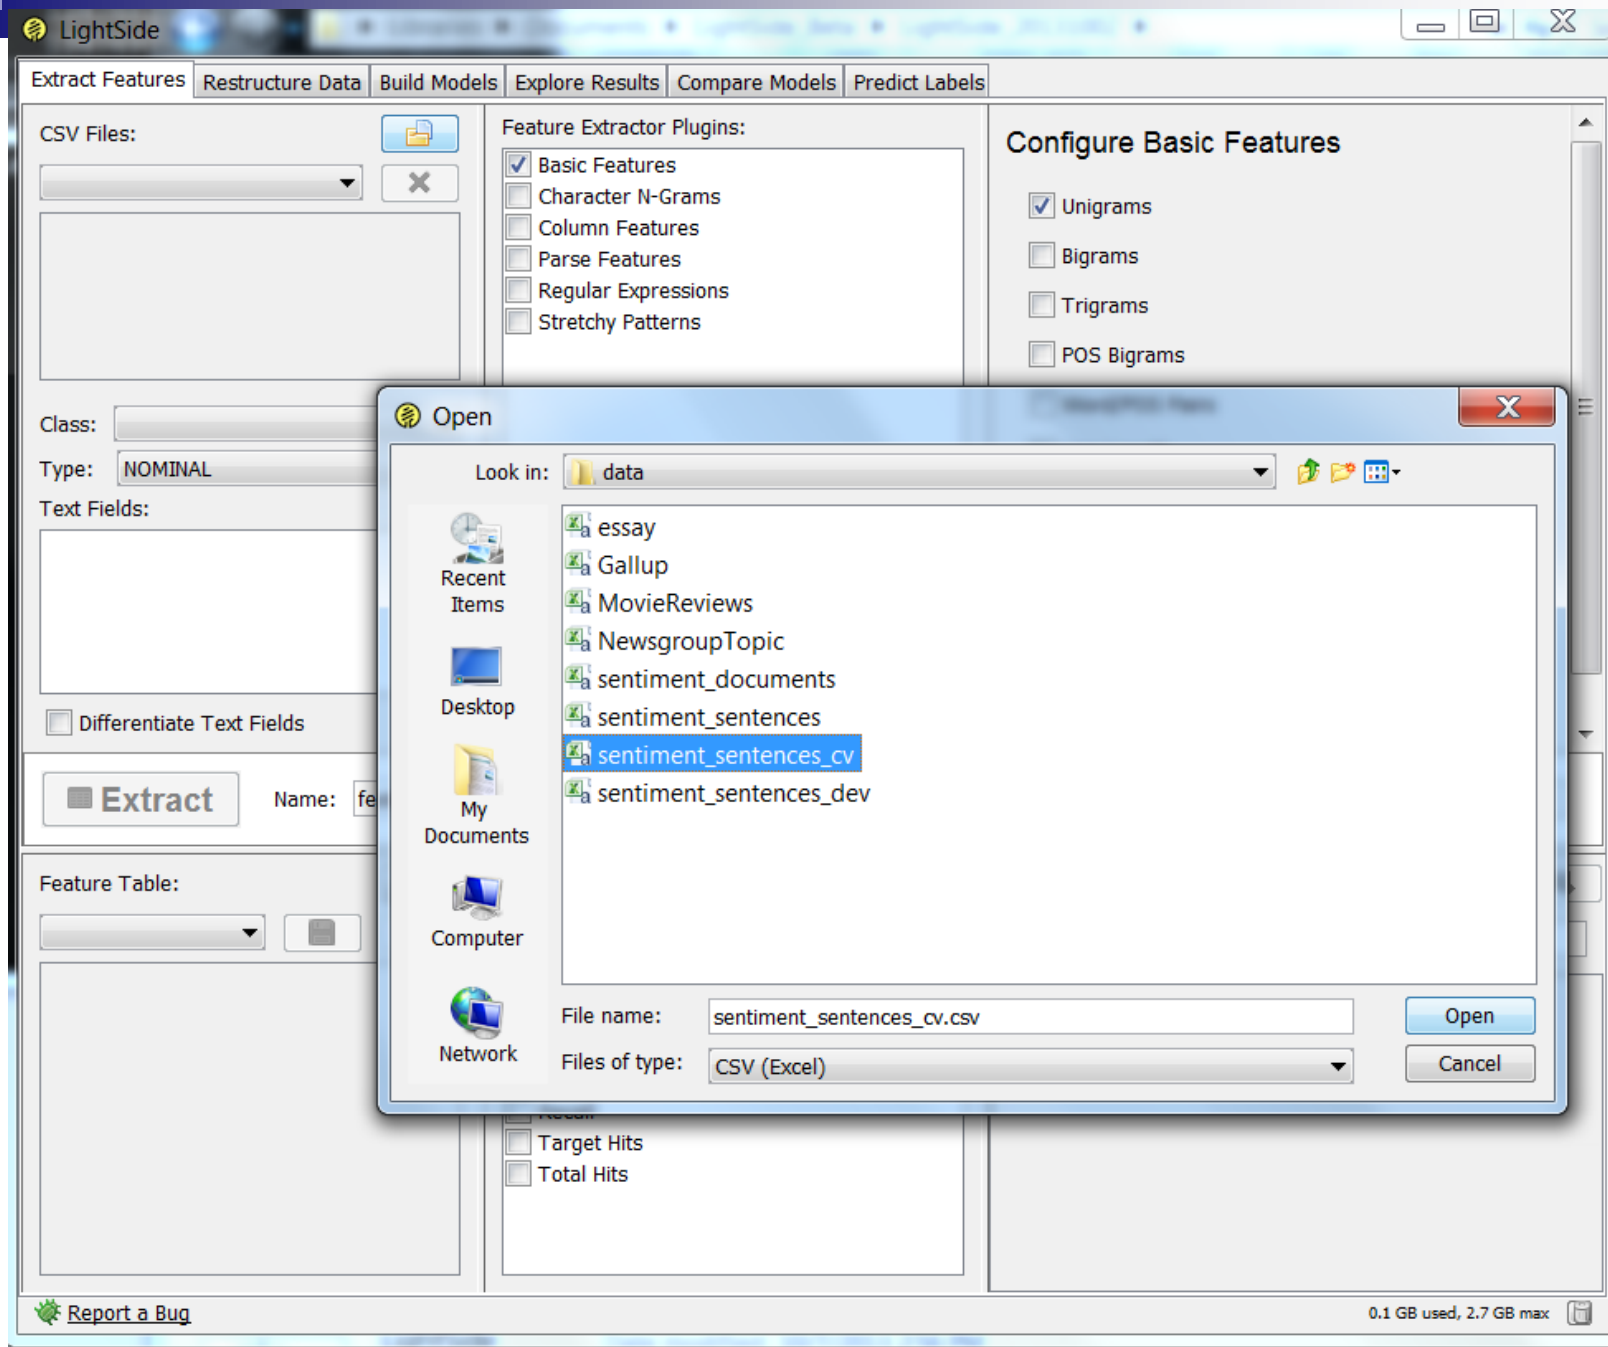 LightSide
Extract Features
Restructure Data
Build Models
Explore Results
Compare Models
Predict Labels
CSV Files:
Class:
Type:
NOMINAL
Text Fields:
Differentiate Text Fields
Extract
Name:
fe
Feature Table:
Feature Extractor Plugins:
Basic Features
Character N-Grams
Column Features
Parse Features
Regular Expressions
Stretchy Patterns
Configure Basic Features
Unigrams
Bigrams
Trigrams
POS Bigrams
Open
Look in:
data
Recent
Items
Desktop
My
Documents
Computer
Network
essay
Gallup
MovieReviews
NewsgroupTopic
sentiment_documents
sentiment_sentences
sentiment_sentences_cv
sentiment_sentences_dev
File name:
sentiment_sentences_cv.csv
Open
Files of type:
CSV (Excel)
Cancel
Target Hits
Total Hits
Report a Bug
0.1 GB used, 2.7 GB max